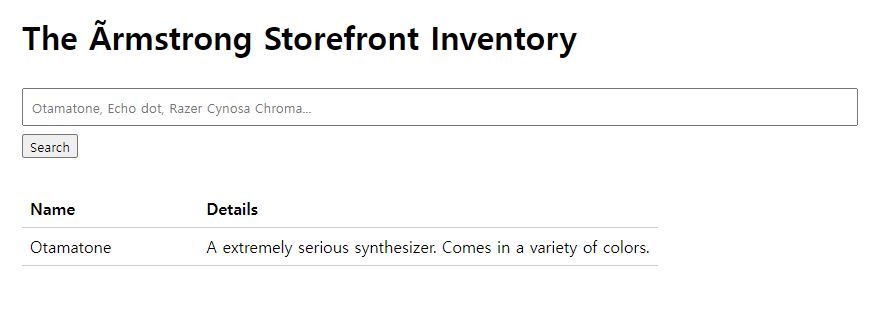 The Ãrmstrong Storefront Inventory
Otamatone, Echo dot, Razer Cynosa Chroma...
Search
Name Details
Otamatone A extremely serious synthesizer. Comes in a variety of colors.